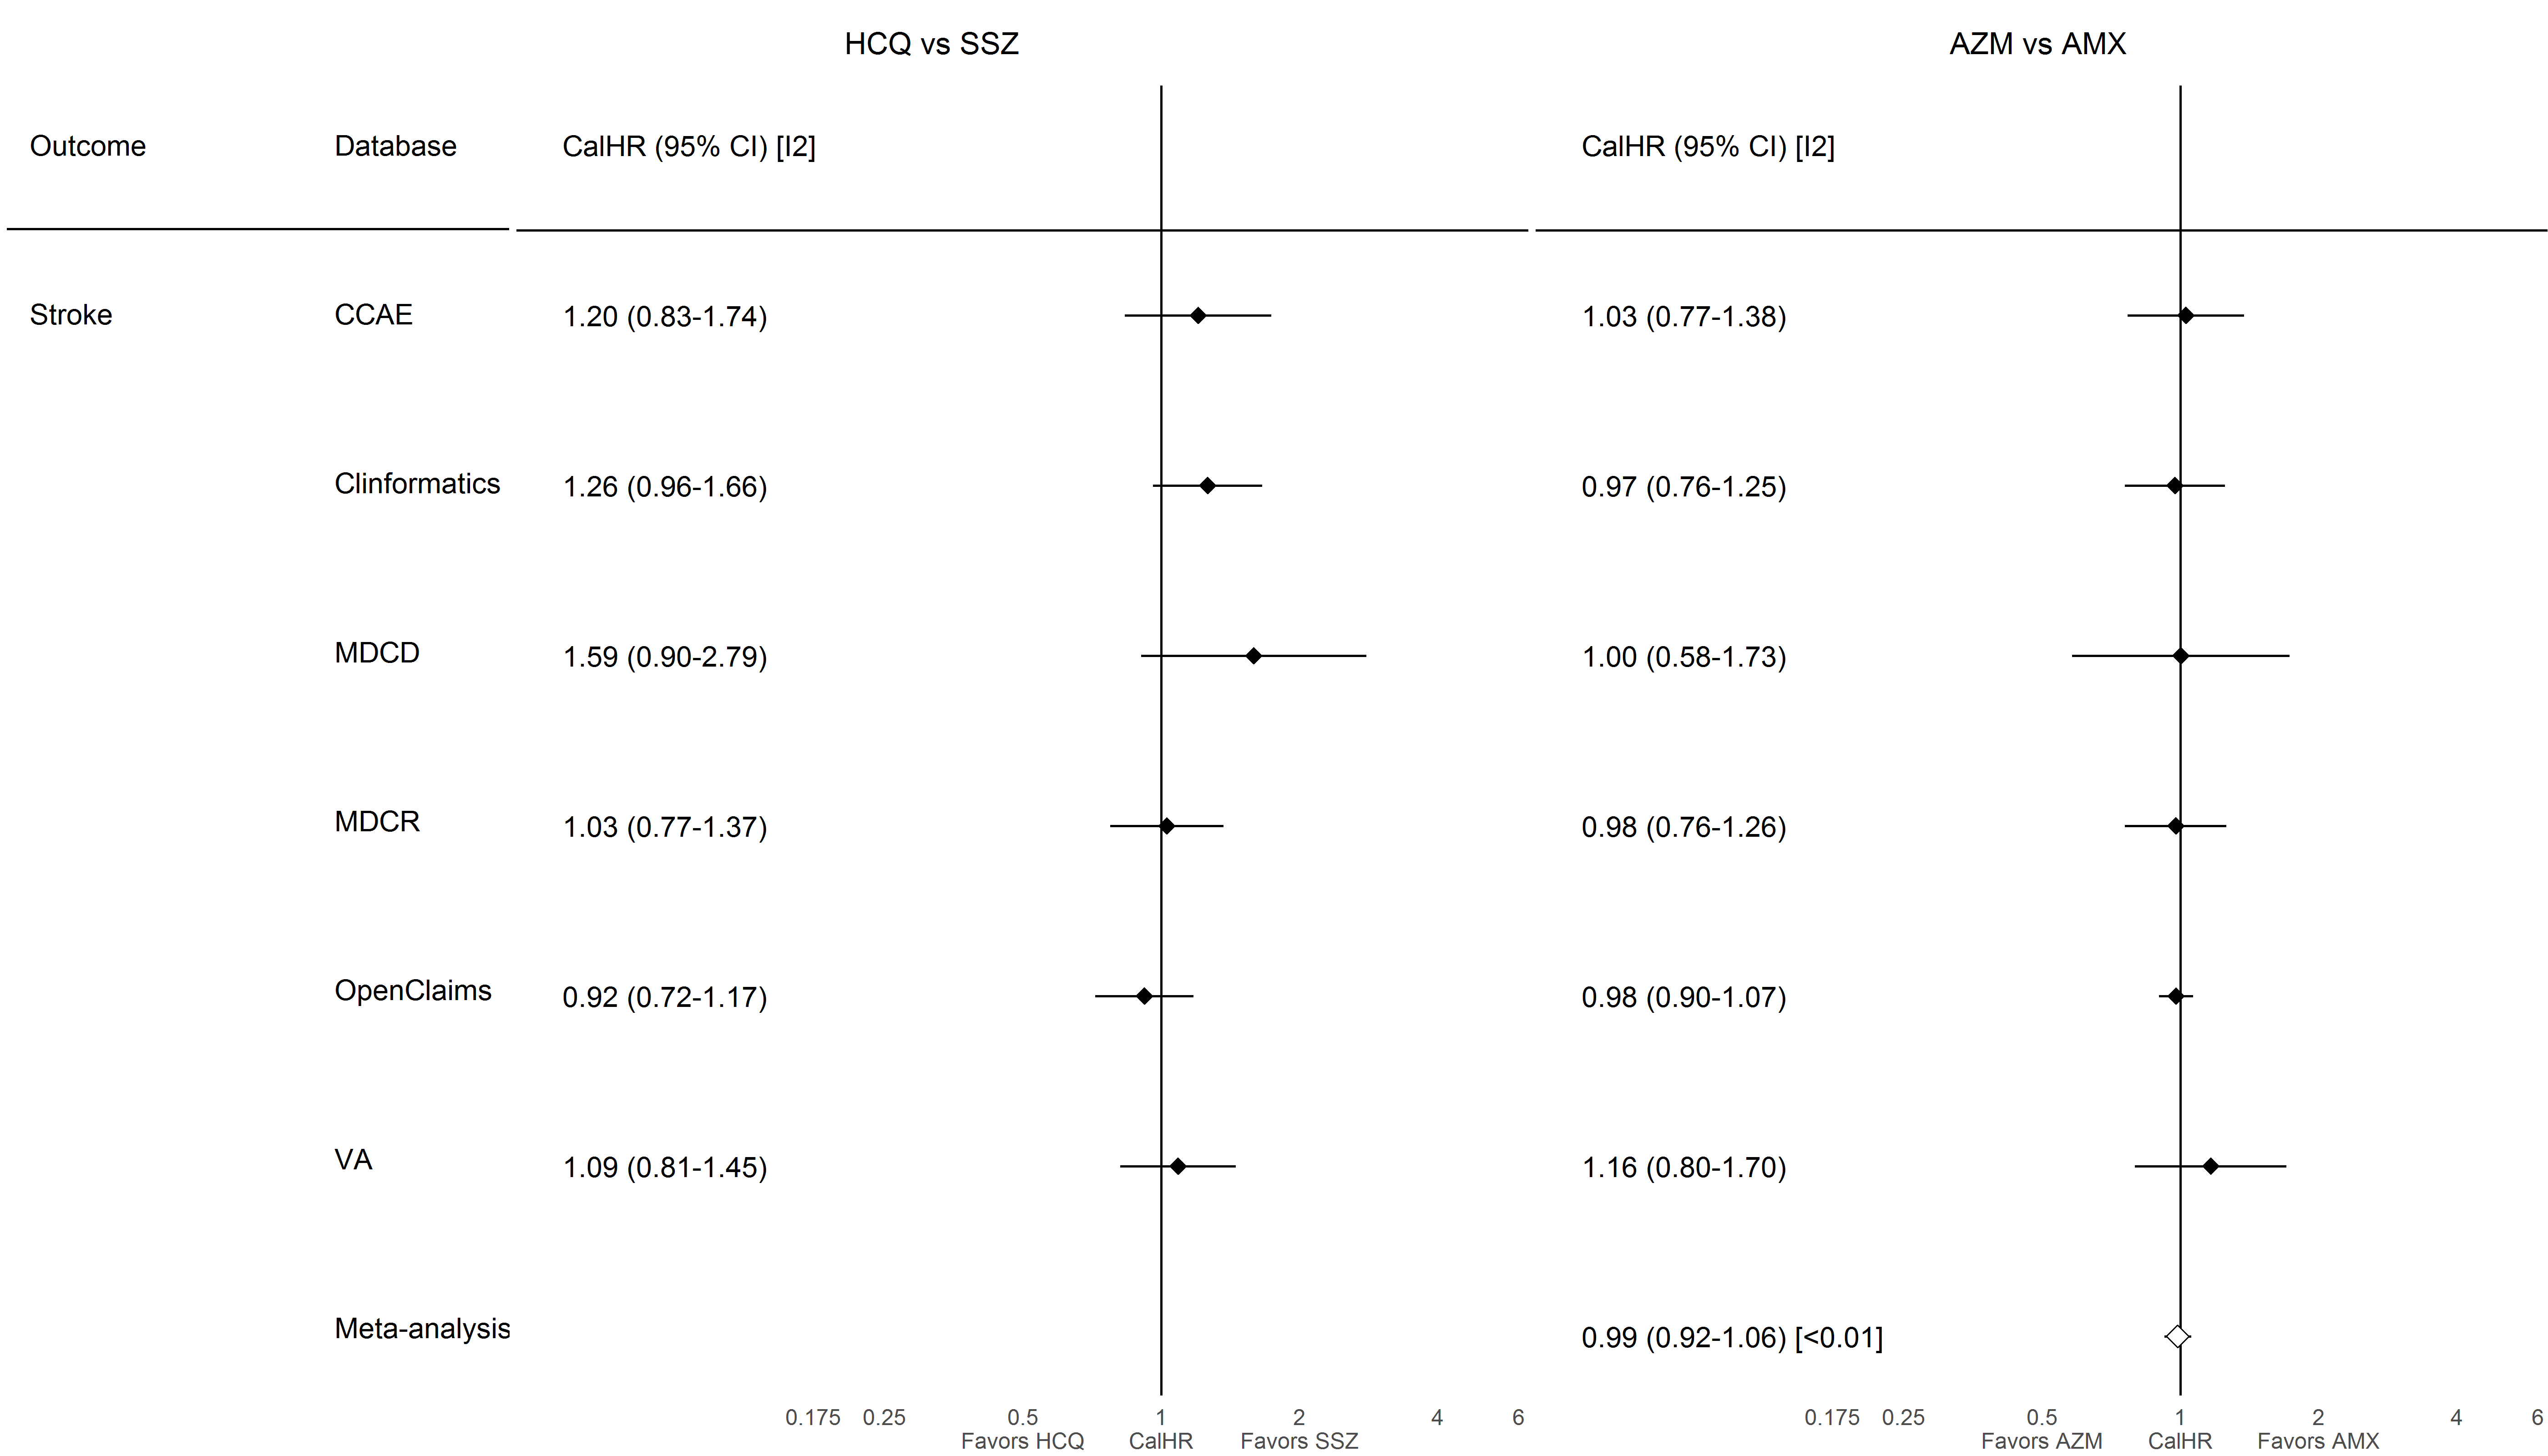 HCQ vs SSZ AZM vs AMX
Outcome Database CalHR (95% CI) [I2] CalHR (95% CI) [I2]
Stroke CCAE 1.20 (0.83-1.74) 1.03 (0.77-1.38)
Clinformatics 1.26 (0.96-1.66) 0.97 (0.76-1.25)
MDCD 1.59 (0.90-2.79) 1.00 (0.58-1.73)
MDCR 1.03 (0.77-1.37) 0.98 (0.76-1.26)
OpenClaims 0.92 (0.72-1.17) 0.98 (0.90-1.07)
VA 1.09 (0.81-1.45) 1.16 (0.80-1.70)
Meta-analysis 0.99 (0.92-1.06) [<0.01]
0.175 0.25 0.5 1 2 4 6 0.175 0.25 0.5 1 2 4 6
Favors HCQ CalHR Favors SSZ Favors AZM CalHR Favors AMX